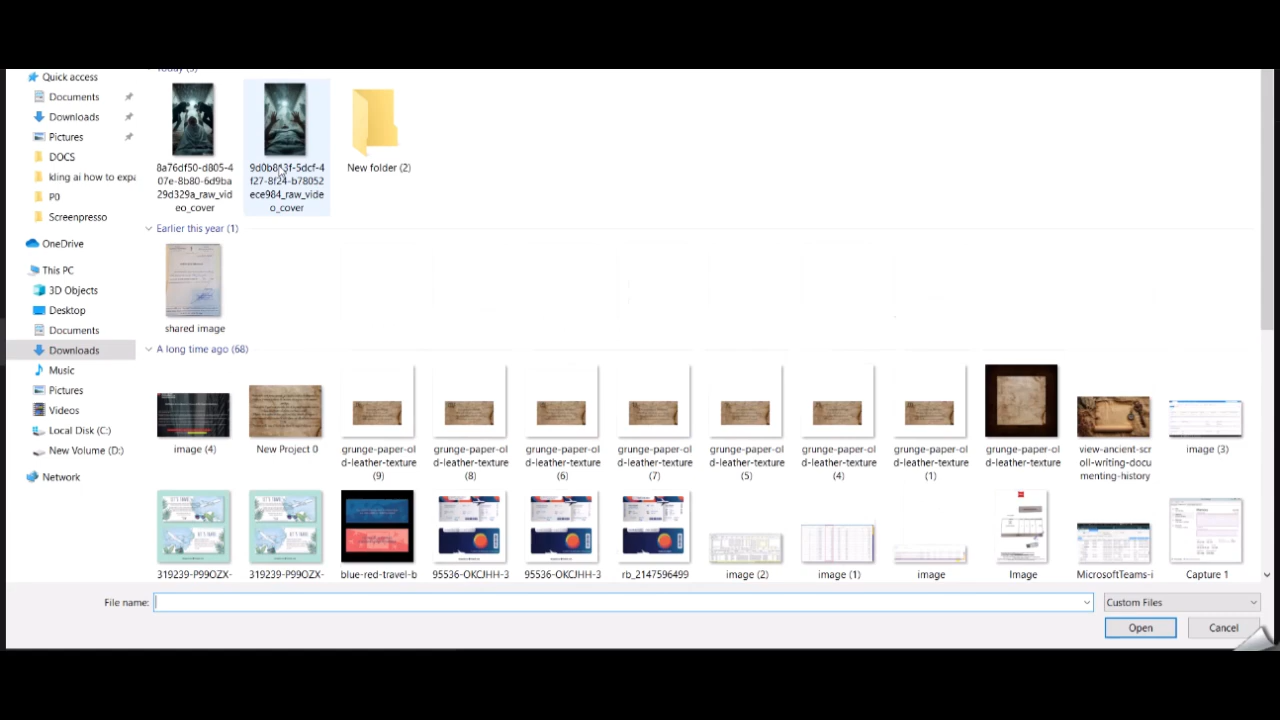 Today (3)
Quick access
Documents
Downloads
Pictures
DOCS
kling ai how to expa
P0
Screenpresso
OneDrive
This PC
3D Objects
Desktop
Documents
Downloads
Music
Pictures
Videos
Local Disk (C:)
New Volume (D:)
Network
8a76df50-d805-4
07e-8b80-6d9ba
29d329a_raw_vid
eo_cover
f27-8f24-b78052
ece984_raw_vide
o_cover
New folder (2)
Earlier this year (1)
shared image
A long time ago (68)
image (4)
New Project 0
grunge-paper-ol
d-leather-texture
(9)
grunge-paper-ol
d-leather-texture
(8)
grunge-paper-ol
d-leather-texture
(6)
grunge-paper-ol
d-leather-texture
(7)
grunge-paper-ol
d-leather-texture
(5)
grunge-paper-ol
d-leather-texture
(4)
grunge-paper-ol
d-leather-texture
(1)
grunge-paper-ol
d-leather-texture
view-ancient-scr
oll-writing-docu
menting-history
image (3)
319239-P99OZX-
319239-P99OZX-
blue-red-travel-b
95536-OKCJHH-3
95536-OKCJHH-3
rb_2147596499
image (2)
image (1)
image
Image
MicrosoftTeams-i
Capture 1
File name:
Custom Files
Open
Cancel